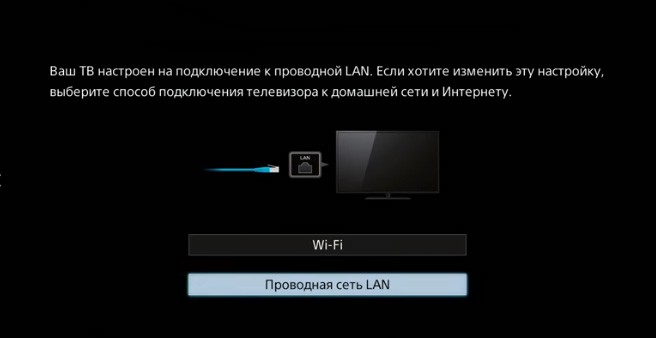 Ваш ТВ настроен на подключение к проводной LAN. Если хотите изменить эту настройку,
выберите способ подключения телевизора к домашней сети и Интернету.
LAN
Wi-Fi
Проводная сеть LAN